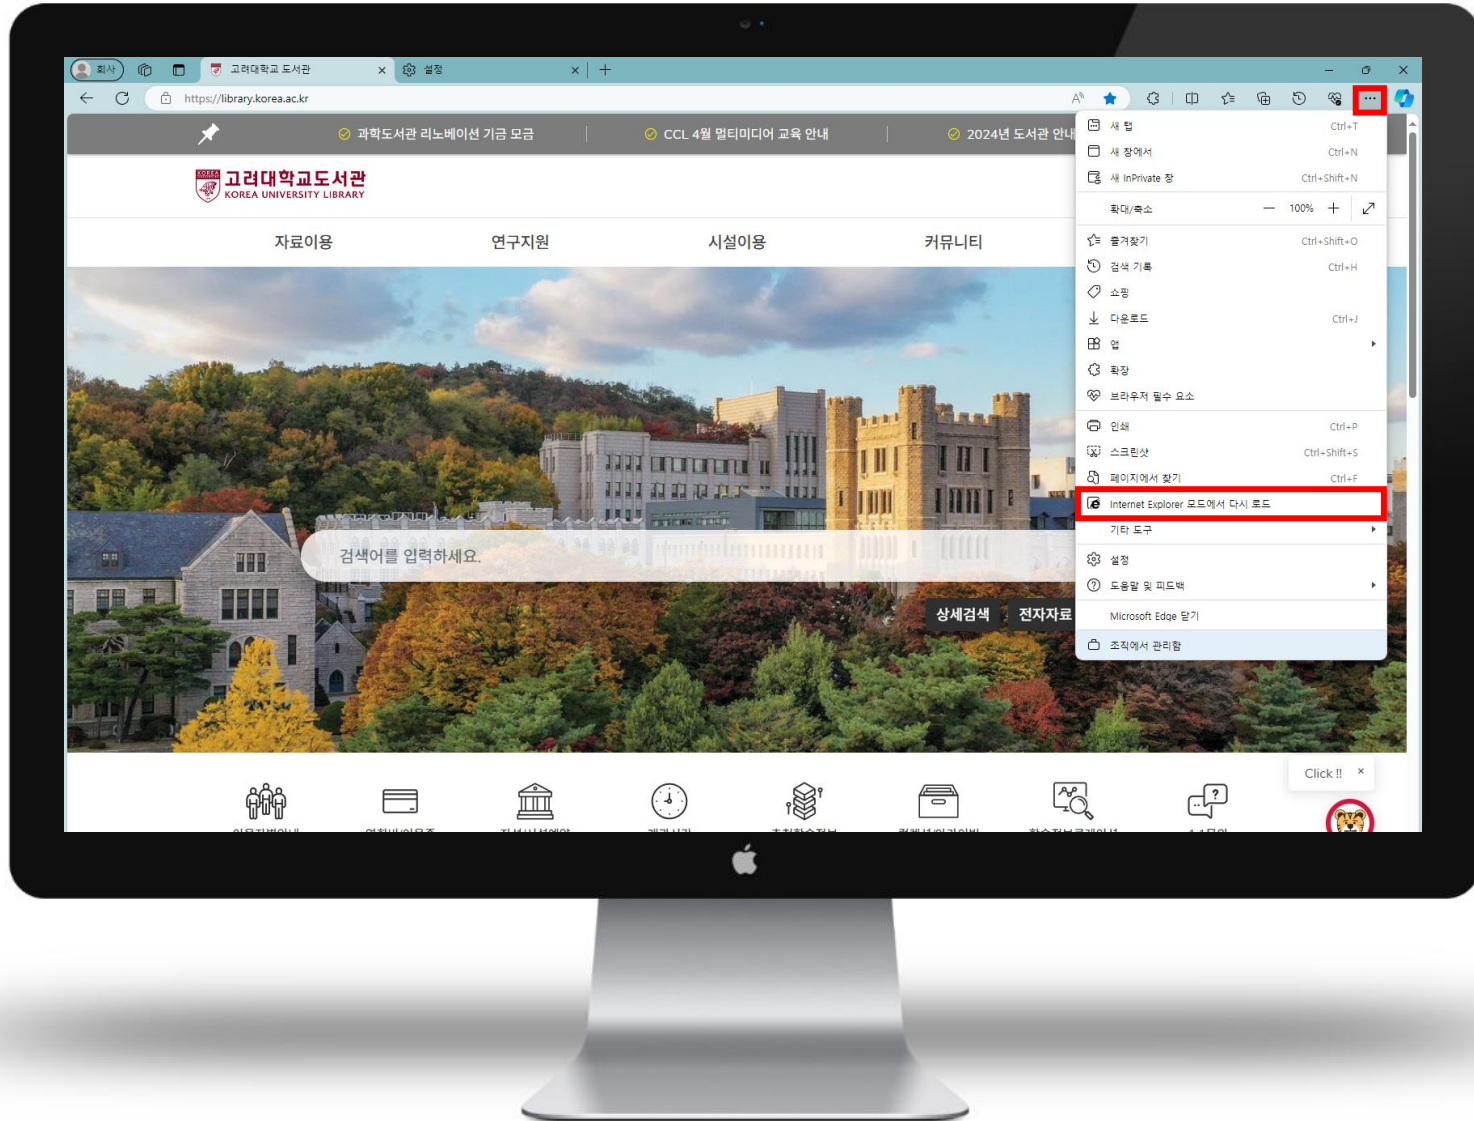 회사
고려대학교 도서관
설정
https://library.korea.ac.kr
과학도서관 리노베이션 기금 모금
CCL 4월 멀티미디어 교육 안내
2024년 도서관 안내
고려대학교도서관
KOREA UNIVERSITY LIBRARY
자료이용
연구지원
시설이용
커뮤니티
새 탭 Ctrl+T
새 창에서 Ctrl+N
새 InPrivate 창 Ctrl+Shift+N
확대/축소 100%
즐겨찾기 Ctrl+Shift+O
검색 기록 Ctrl+H
쇼핑
다운로드 Ctrl+J
앱
확장
브라우저 필수 요소
인쇄 Ctrl+P
스크린샷 Ctrl+Shift+S
페이지에서 찾기 Ctrl+F
Internet Explorer 모드에서 다시 로드
기타 도구
설정
도움말 및 피드백
Microsoft Edge 닫기
조직에서 관리함
검색어를 입력하세요.
상세검색
전자자료
Click !!